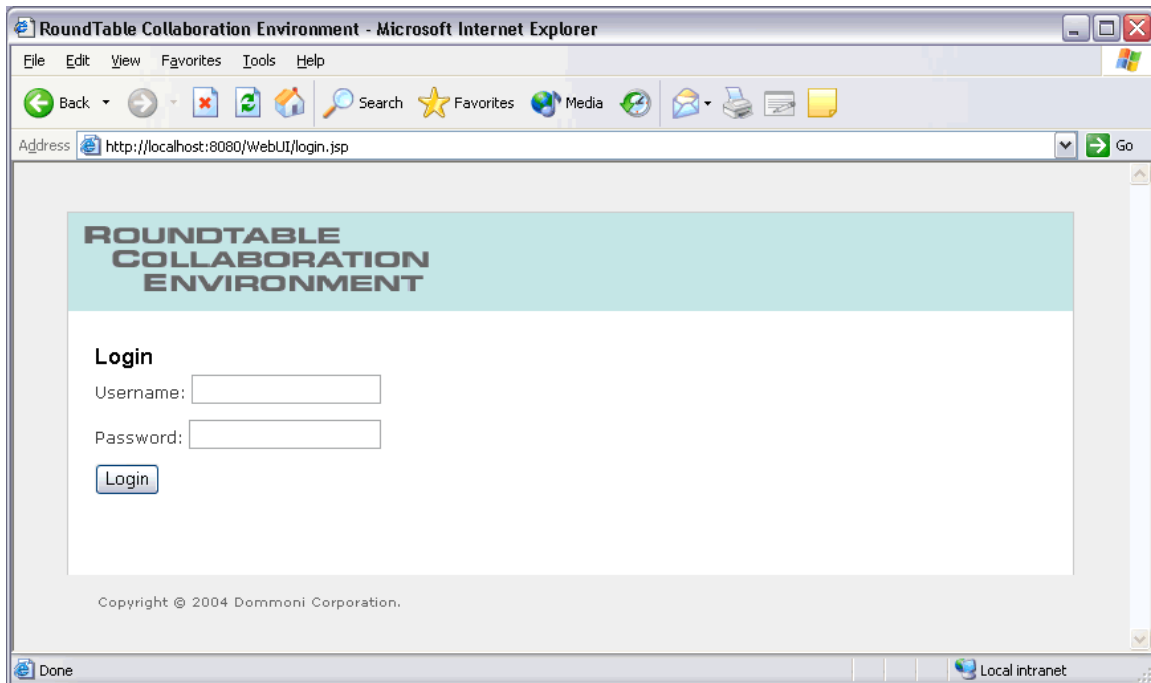 RoundTable Collaboration Environment - Microsoft Internet Explorer
File Edit View Favorites Tools Help
Back Search Favorites Media
Address http://localhost:8080/WebUI/login.jsp Go
ROUNDTABLE
COLLABORATION
ENVIRONMENT
Login
Username:
Password:
Login
Copyright © 2004 Dommoni Corporation.
Done Local intranet